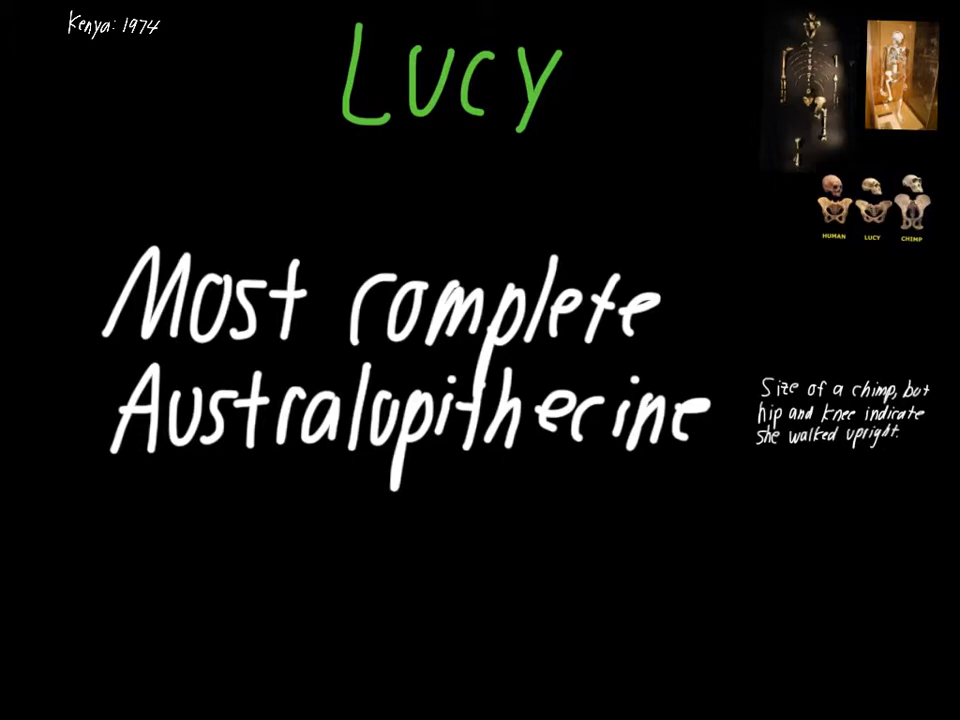 Kenya: 1974
LUCY
HUMAN LUCY CHIMP
Most complete
Australopithecine
Size of a chimp, but
hip and knee indicate
she walked upright.